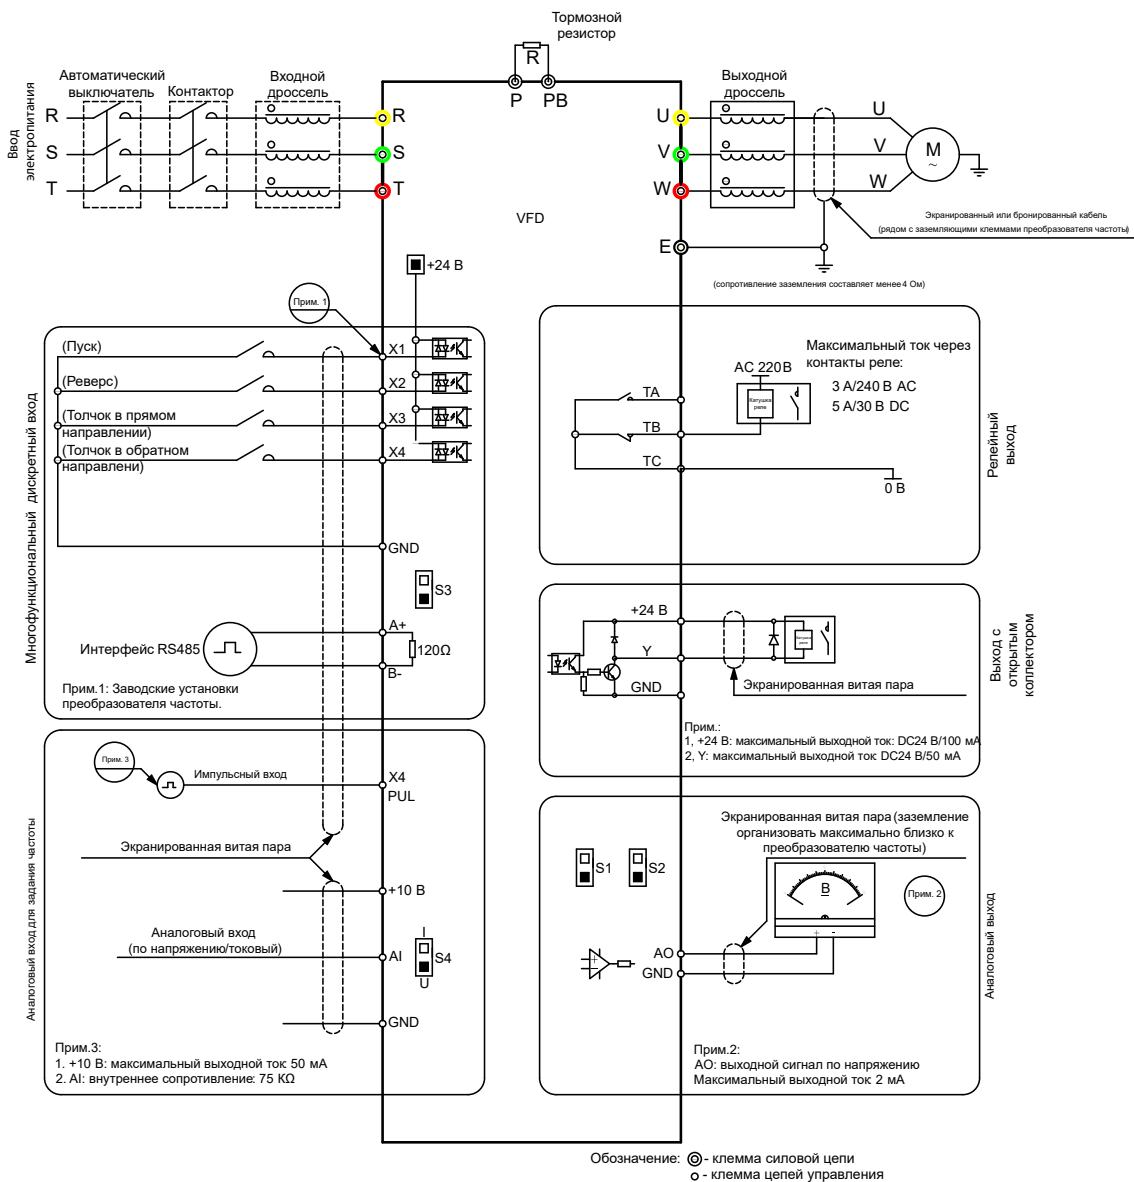 Тормозной
резистор
R
P
PB
Автоматический
выключатель
Контактор
Входной
дроссель
Выходной
дроссель
Ввод
электропитания
R
S
T
R
S
T
U
V
W
U
V
W
M
~
VFD
E
Экранированный или бронированный кабель
(рядом с заземляющими клеммами преобразователя частоты)
(сопротивление заземления составляет менее 4 Ом)
+24 В
Прим. 1
Многофункциональный дискретный вход
(Пуск)
X1
(Реверс)
X2
(Толчок в прямом
направлении)
X3
(Толчок в обратном
направлени)
X4
GND
S3
A+
Интерфейс RS485
120Ω
B-
Прим.1: Заводские установки
преобразователя частоты.
Релейный
выход
Максимальный ток через
контакты реле:
3 A/240 В AC
5 A/30 В DC
AC 220В
Катушка
реле
TA
TB
TC
0 В
Выход с
открытым
коллектором
+24 В
Y
GND
Катушка
реле
Экранированная витая пара
Прим.:
1, +24 В: максимальный выходной ток: DC24 В/100 мА
2, Y: максимальный выходной ток DC24 В/50 мА
Аналоговый вход для задания частоты
Прим. 3
Импульсный вход
X4
PUL
Экранированная витая пара
+10 В
Аналоговый вход
(по напряжению/токовый)
AI
I
S4
U
GND
Прим.3:
1. +10 В: максимальный выходной ток 50 мА
2. AI: внутреннее сопротивление: 75 KΩ
Аналоговый выход
Экранированная витая пара (заземление
организовать максимально близко к
преобразователю частоты)
S1
S2
В
+ -
Прим. 2
AO
GND
Прим.2:
AO: выходной сигнал по напряжению
Максимальный выходной ток 2 мА
Обозначение:
- клемма силовой цепи
- клемма цепей управления